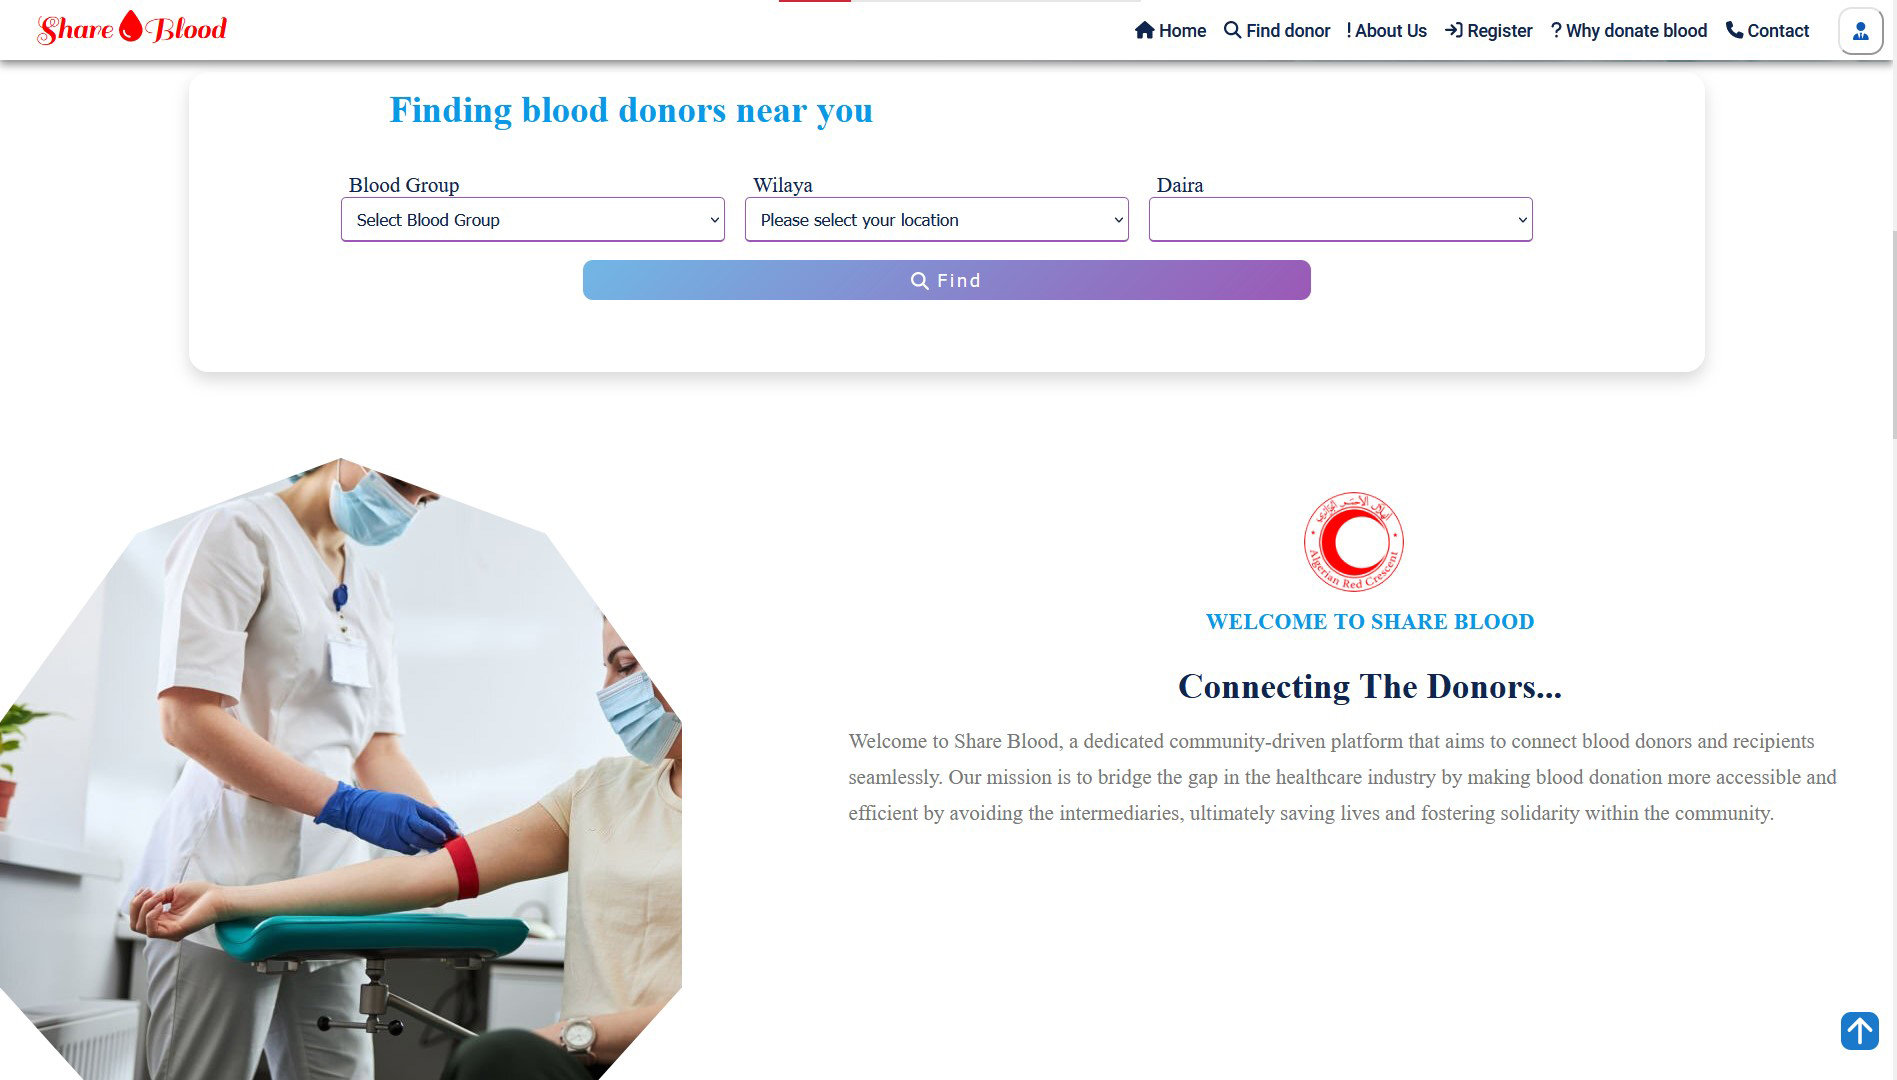 Share Blood
Home Find donor ! About Us Register ? Why donate blood Contact
Finding blood donors near you
Blood Group Wilaya Daira
Select Blood Group Please select your location
Find
الهلال الأحمر الجزائري
Algerian Red Crescent
WELCOME TO SHARE BLOOD
Connecting The Donors...
Welcome to Share Blood, a dedicated community-driven platform that aims to connect blood donors and recipients
seamlessly. Our mission is to bridge the gap in the healthcare industry by making blood donation more accessible and
efficient by avoiding the intermediaries, ultimately saving lives and fostering solidarity within the community.